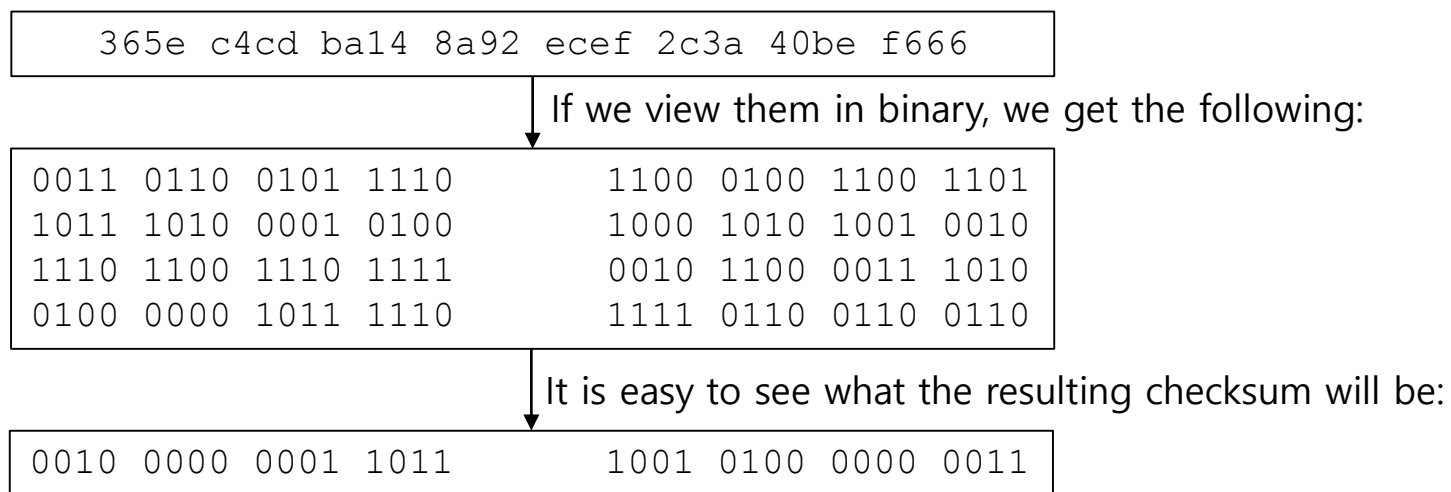 365e c4cd ba14 8a92 ecef 2c3a 40be f666
If we view them in binary, we get the following:
0011 0110 0101 1110 1100 0100 1100 1101
1011 1010 0001 0100 1000 1010 1001 0010
1110 1100 1110 1111 0010 1100 0011 1010
0100 0000 1011 1110 1111 0110 0110 0110
It is easy to see what the resulting checksum will be:
0010 0000 0001 1011 1001 0100 0000 0011